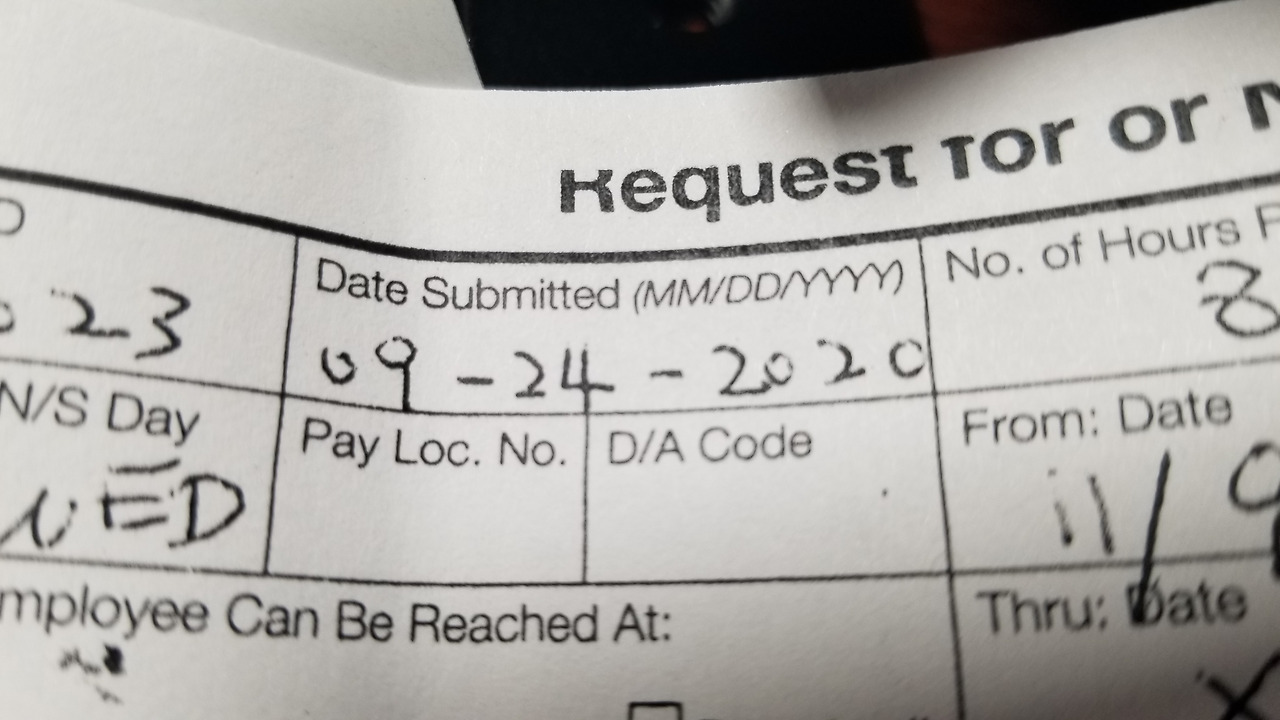 Request for or
Date Submitted (MM/DD/YYYY) No. of Hours
23 09-24-2020 8
N/S Day Pay Loc. No. D/A Code From: Date
WED 11/
mployee Can Be Reached At: Thru: Date